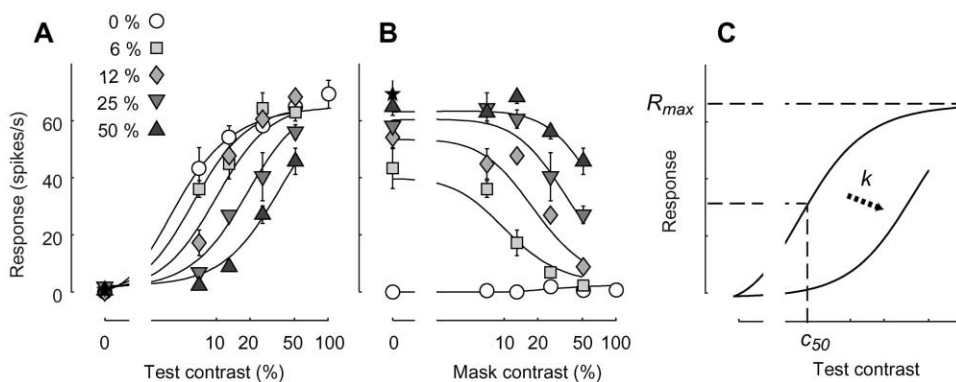 A
0 %
6 %
12 %
25 %
50 %
Response (spikes/s)
60
40
20
0
0
10
20
50
100
Test contrast (%)
B
0
10
20
50
100
Mask contrast (%)
C
Rmax
Response
k
c50
Test contrast